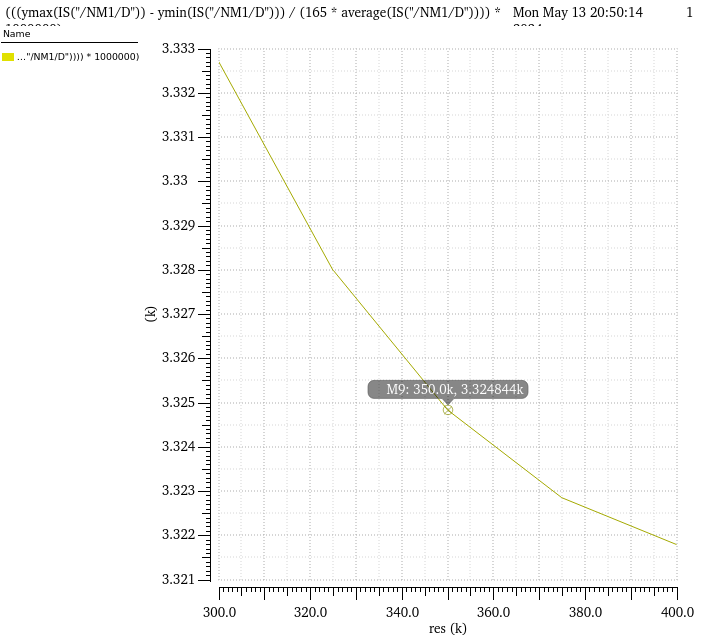 (((ymax(IS("/NM1/D")) - ymin(IS("/NM1/D"))) / (165 * average(IS("/NM1/D")))) * Mon May 13 20:50:14 1
1000000) 2024
Name
..."/NM1/D")))) * 1000000)
3.333
3.332
3.331
3.33
3.329
3.328
3.327
(k)
3.326
M9: 350.0k, 3.324844k
3.325
3.324
3.323
3.322
3.321
300.0 320.0 340.0 360.0 380.0 400.0
res (k)